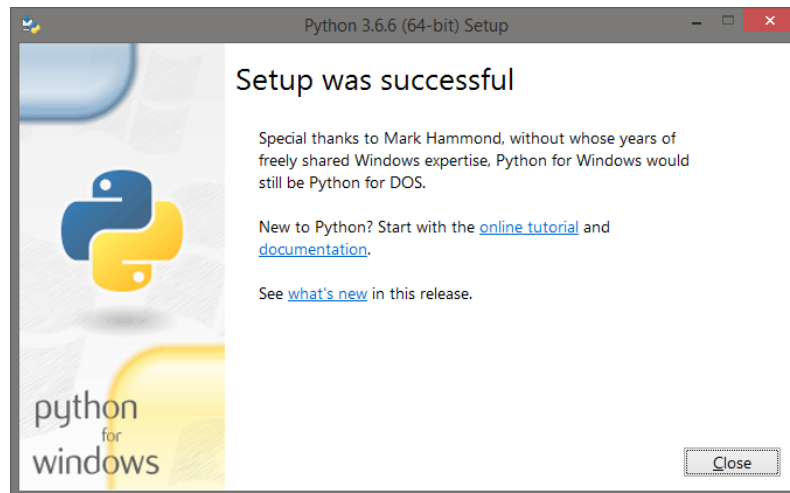 Python 3.6.6 (64-bit) Setup
Setup was successful
Special thanks to Mark Hammond, without whose years of
freely shared Windows expertise, Python for Windows would
still be Python for DOS.
New to Python? Start with the online tutorial and
documentation.
See what's new in this release.
python
for
windows
Close